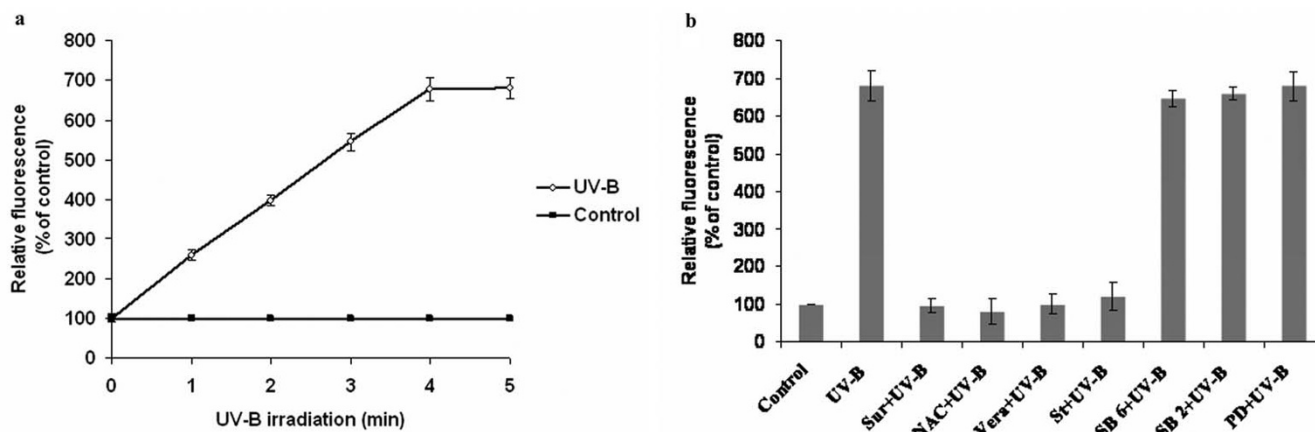 a
800
700
600
500
400
300
200
100
0
Relative fluorescence
(% of control)
0 1 2 3 4 5
UV-B irradiation (min)
UV-B
Control
b
800
700
600
500
400
300
200
100
0
Relative fluorescence
(% of control)
Control
UV-B
Sur+UV-B
NAC+UV-B
Vera+UV-B
St+UV-B
SB 6+UV-B
SB 2+UV-B
PD+UV-B